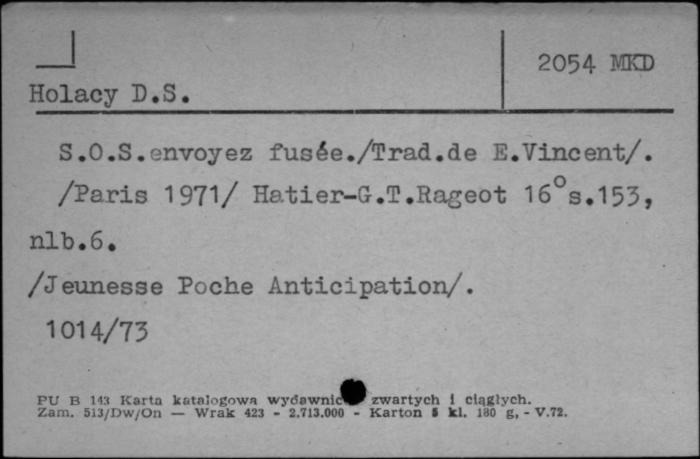 2054 MKD
Holacy D.S.
S.O.S.envoyez fusée./Trad.de E.Vincent/.
/Paris 1971/ Hatier-G.T.Rageot 16°s.153,
nlb.6.
/Jeunesse Poche Anticipation/.
1014/73
PU B 143 Karta katalogowa wydawnic zwartych i ciągłych.
Zam. 513/Dw/On — Wrak 423 - 2.713.000 - Karton 5 kl. 180 g, - V.72.